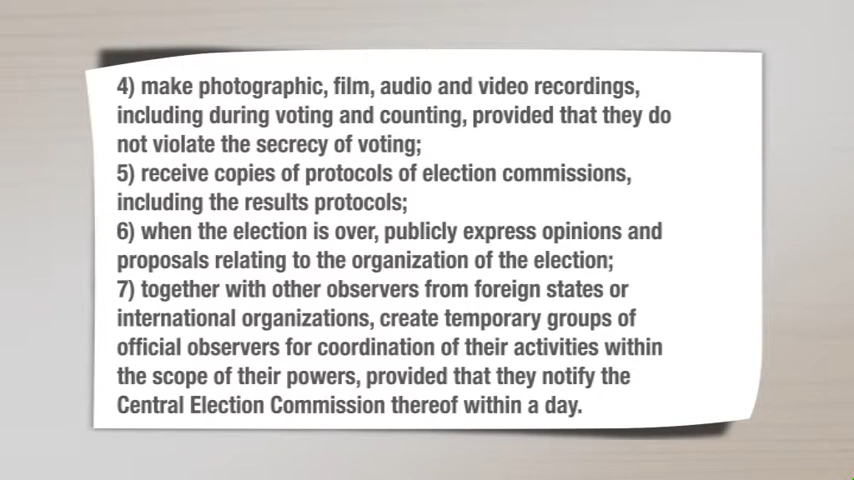 4) make photographic, film, audio and video recordings,
including during voting and counting, provided that they do
not violate the secrecy of voting;
5) receive copies of protocols of election commissions,
including the results protocols;
6) when the election is over, publicly express opinions and
proposals relating to the organization of the election;
7) together with other observers from foreign states or
international organizations, create temporary groups of
official observers for coordination of their activities within
the scope of their powers, provided that they notify the
Central Election Commission thereof within a day.